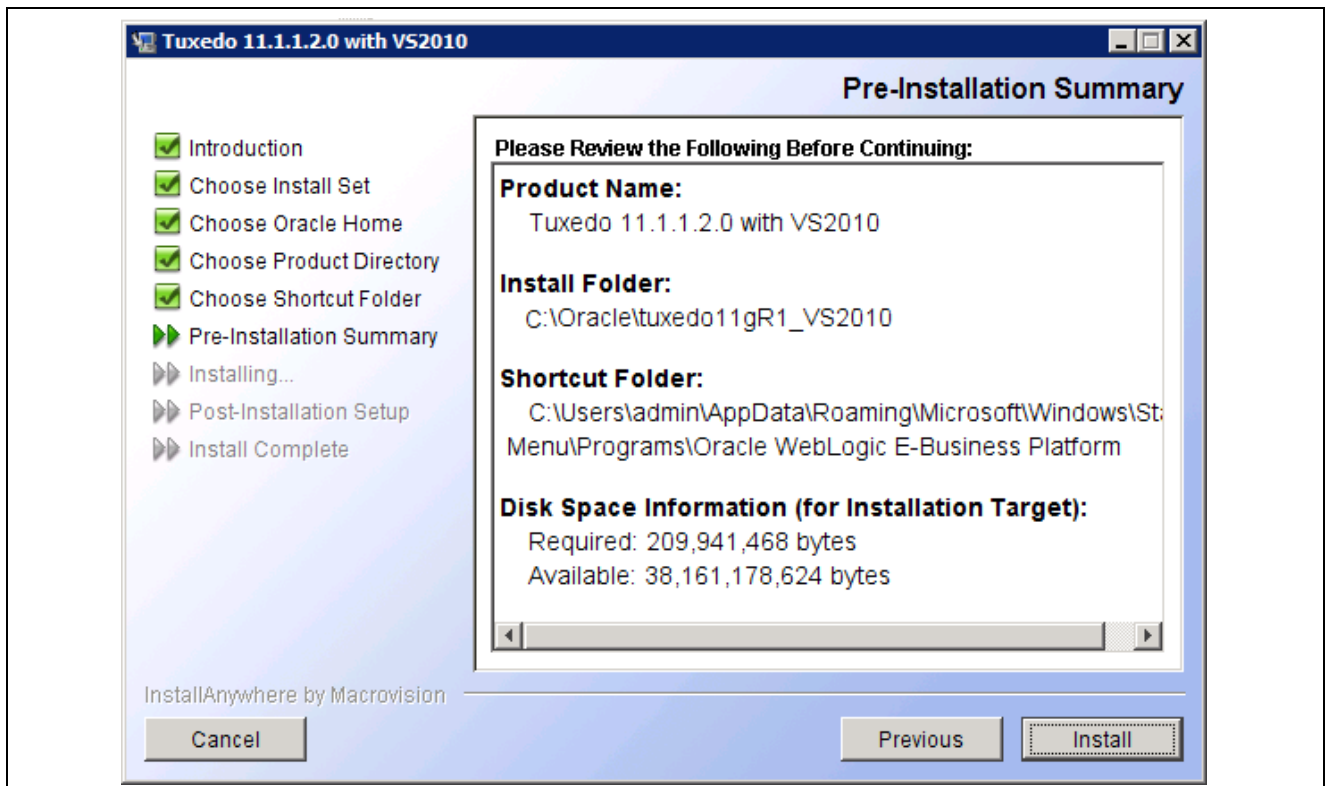 Tuxedo 11.1.1.2.0 with VS2010
Pre-Installation Summary
Introduction
Choose Install Set
Choose Oracle Home
Choose Product Directory
Choose Shortcut Folder
Pre-Installation Summary
Installing...
Post-Installation Setup
Install Complete
Please Review the Following Before Continuing:
Product Name:
Tuxedo 11.1.1.2.0 with VS2010
Install Folder:
C:\Oracle\tuxedo11gR1_VS2010
Shortcut Folder:
C:\Users\admin\AppData\Roaming\Microsoft\Windows\Sta
Menu\Programs\Oracle WebLogic E-Business Platform
Disk Space Information (for Installation Target):
Required: 209,941,468 bytes
Available: 38,161,178,624 bytes
InstallAnywhere by Macrovision
Cancel
Previous
Install